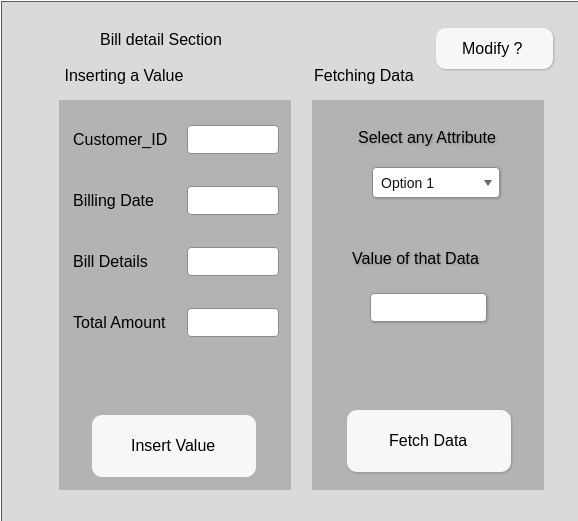 Bill detail Section
Modify ?
Inserting a Value
Fetching Data
Customer_ID
Billing Date
Bill Details
Total Amount
Insert Value
Select any Attribute
Option 1
Value of that Data
Fetch Data